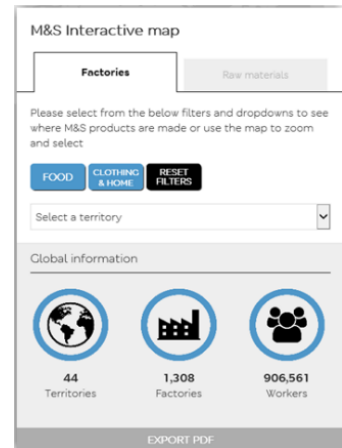 M&S Interactive map
Factories
Raw materials
Please select from the below filters and dropdowns to see
where M&S products are made or use the map to zoom
and select
FOOD
CLOTHING
& HOME
RESET
FILTERS
Select a territory
Global information
44
Territories
1,308
Factories
906,561
Workers
EXPORT PDF